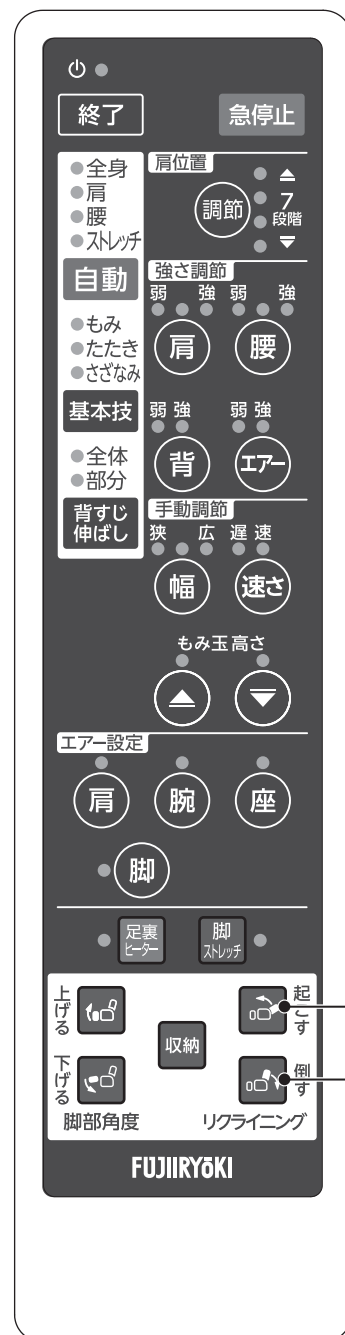 終了
急停止
全身
肩
腰
ストレッチ
自動
もみ
たたき
さざなみ
基本技
全体
部分
背すじ
伸ばし
肩位置
調節
7
段階
強さ調節
弱 強 弱 強
肩 腰
弱 強 弱 強
背 エアー
手動調節
狭 広 遅 速
幅 速さ
もみ玉高さ
エアー設定
肩 腕 座
脚
足裏
ヒーター
脚
ストレッチ
上げる
下げる
脚部角度
収納
起こす
倒す
リクライニング
FUJIIRYōKI